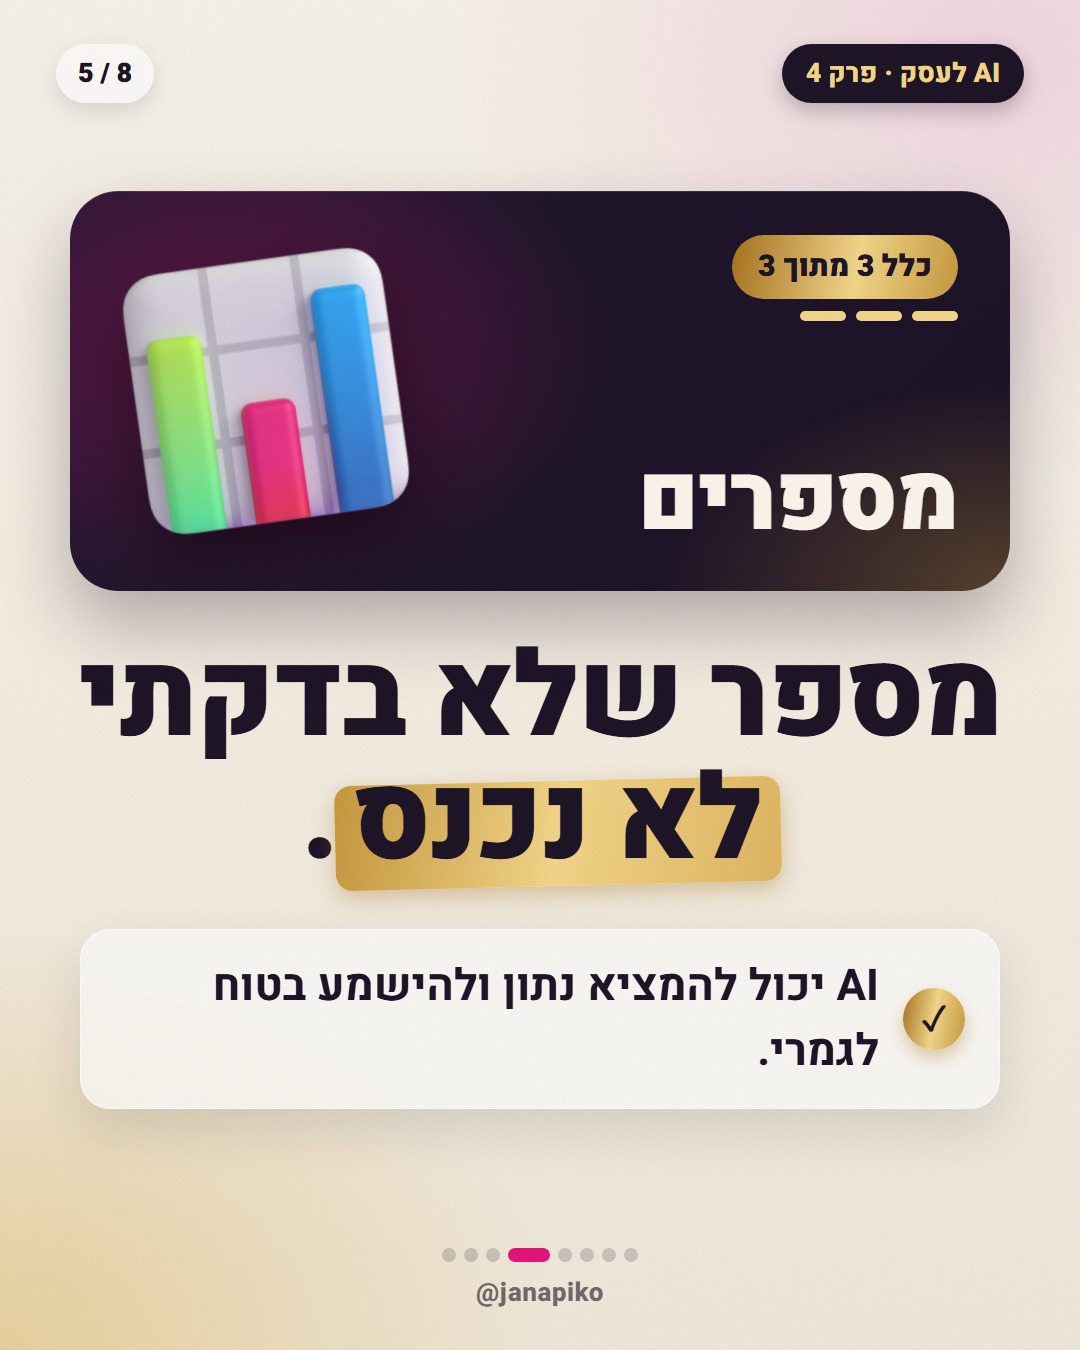 AI לעסק · פרק 4
5 / 8
כלל 3 מתוך 3
מספרים
מספר שלא בדקתי
לא נכנס.
✓
AI יכול להמציא נתון ולהישמע בטוח
לגמרי.
@janapiko